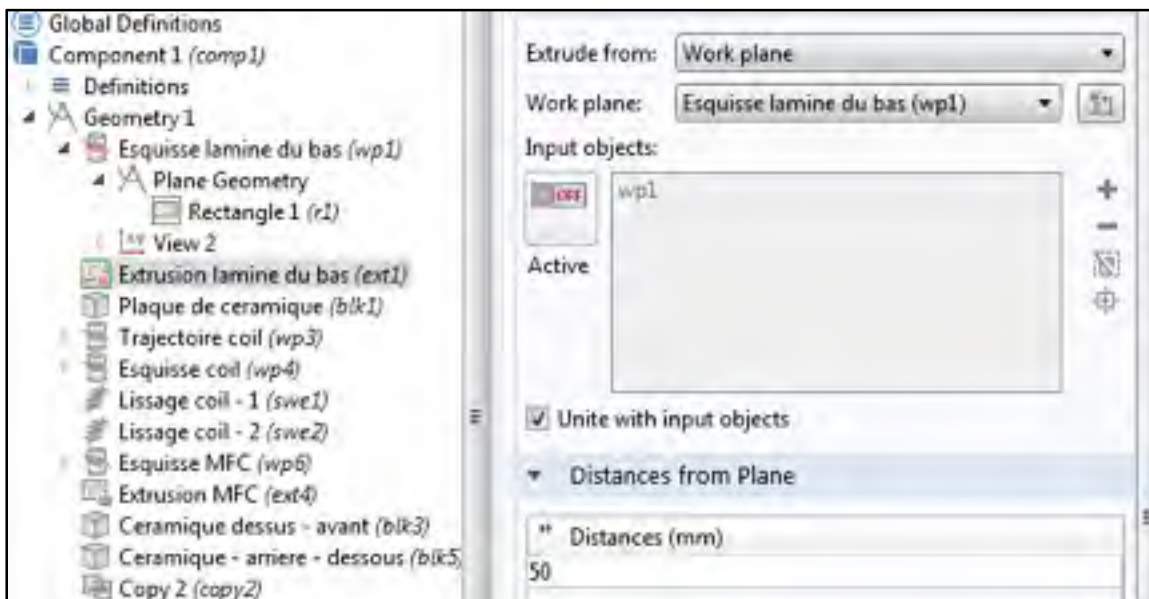 Global Definitions
Component 1 (comp1)
Definitions
Geometry 1
Esquisse lamine du bas (wp1)
Plane Geometry
Rectangle 1 (r1)
View 2
Extrusion lamine du bas (ext1)
Plaque de ceramique (blk1)
Trajectoire coil (wp3)
Esquisse coil (wp4)
Lissage coil - 1 (swe1)
Lissage coil - 2 (swe2)
Esquisse MFC (wp6)
Extrusion MFC (ext4)
Ceramique dessus - avant (blk3)
Ceramique - arriere - dessous (blk5)
Copy 2 (copy2)
Extrude from: Work plane
Work plane: Esquisse lamine du bas (wp1)
Input objects:
OFF
wp1
Active
Unite with input objects
Distances from Plane
Distances (mm)
50